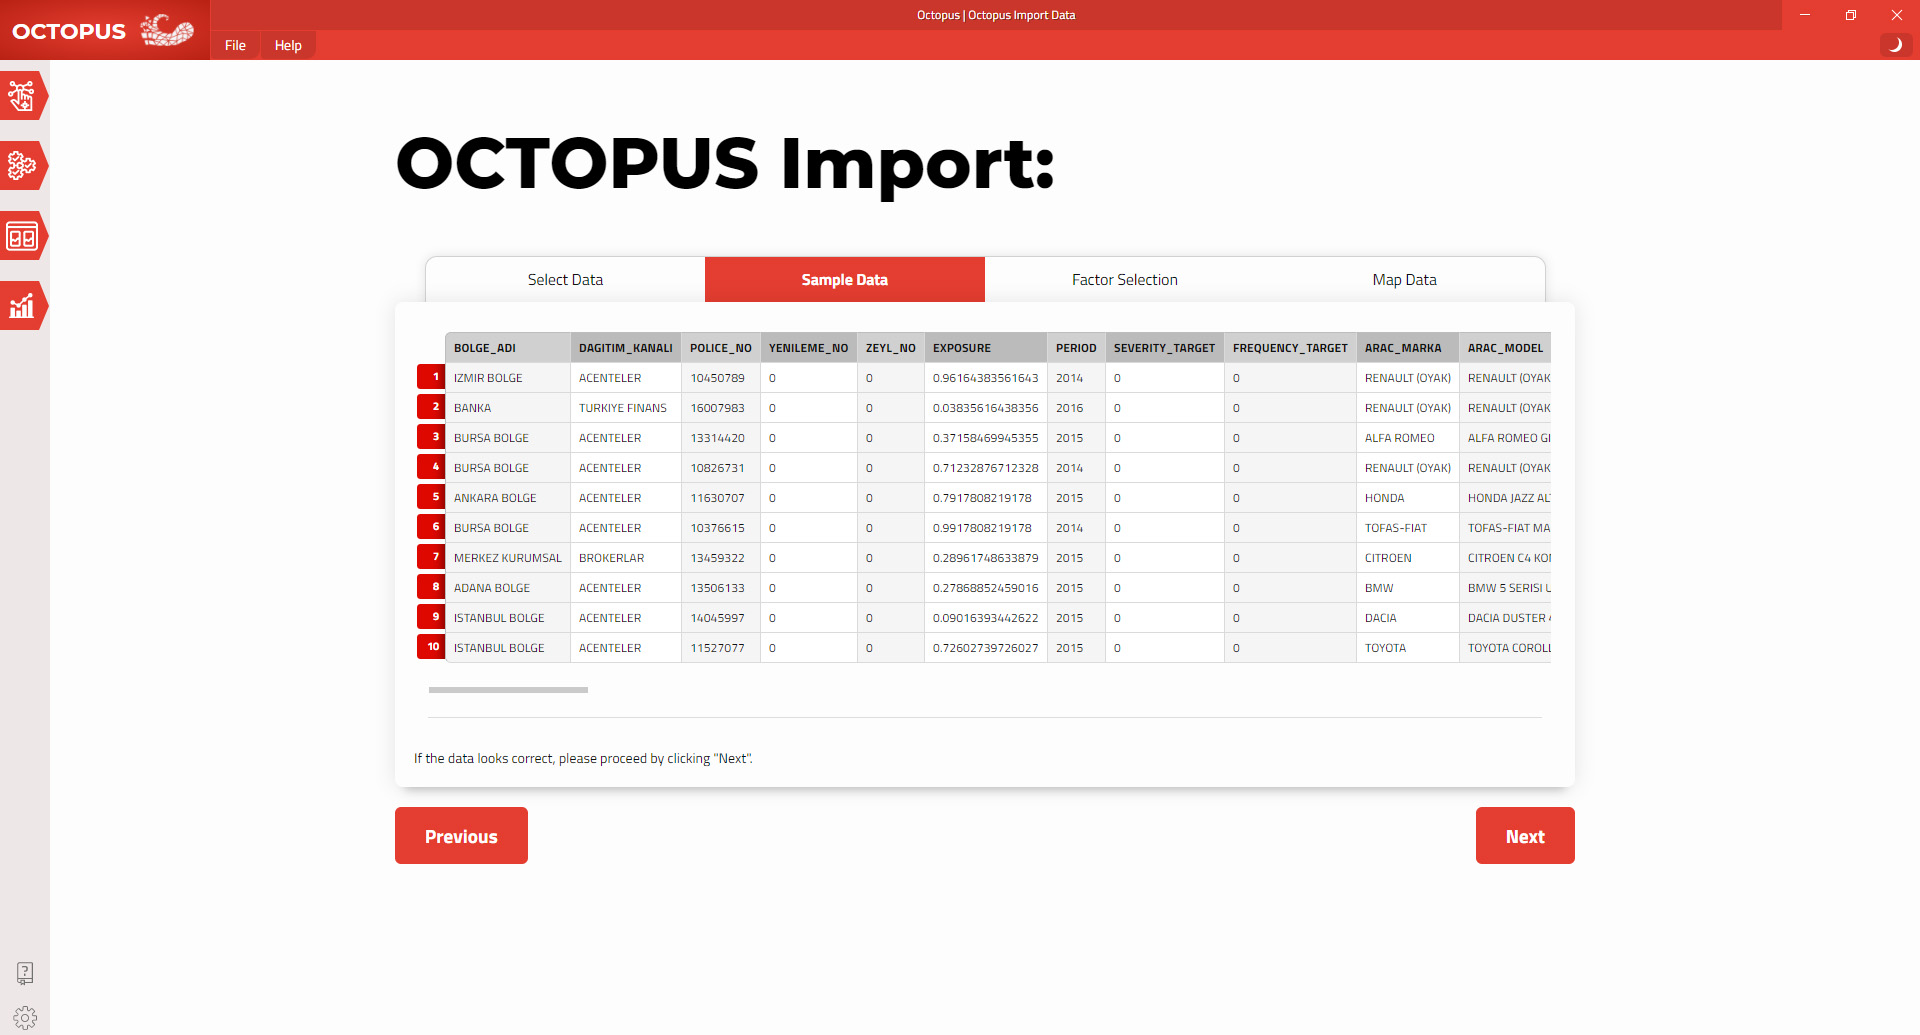 OCTOPUS
Octopus | Octopus Import Data
File
Help
OCTOPUS Import:
Select Data
Sample Data
Factor Selection
Map Data
BOLGE_ADI DAGITIM_KANALI POLICE_NO YENILEME_NO ZEYL_NO EXPOSURE PERIOD SEVERITY_TARGET FREQUENCY_TARGET ARAC_MARKA ARAC_MODEL
1 IZMIR BOLGE ACENTELER 10450789 0 0 0.96164383561643 2014 0 0 RENAULT (OYAK) RENAULT (OYAK
2 BANKA TURKIYE FINANS 16007983 0 0 0.03835616438356 2016 0 0 RENAULT (OYAK) RENAULT (OYAK
3 BURSA BOLGE ACENTELER 13314420 0 0 0.37158469945355 2015 0 0 ALFA ROMEO ALFA ROMEO
4 BURSA BOLGE ACENTELER 10826731 0 0 0.71232876712328 2014 0 0 RENAULT (OYAK) RENAULT (OYAK
5 ANKARA BOLGE ACENTELER 11630707 0 0 0.7917808219178 2015 0 0 HONDA HONDA JAZZ
6 BURSA BOLGE ACENTELER 10376615 0 0 0.9917808219178 2014 0 0 TOFAS-FIAT TOFAS-FIAT MA
7 MERKEZ KURUMSAL BROKERLAR 13459322 0 0 0.28961748633879 2015 0 0 CITROEN CITROEN C4
8 ADANA BOLGE ACENTELER 13506133 0 0 0.27868852459016 2015 0 0 BMW BMW 5 SERISI
9 ISTANBUL BOLGE ACENTELER 14045997 0 0 0.09016393442622 2015 0 0 DACIA DACIA DUSTER
10 ISTANBUL BOLGE ACENTELER 11527077 0 0 0.72602739726027 2015 0 0 TOYOTA TOYOTA COROLL
If the data looks correct, please proceed by clicking "Next".
Previous
Next